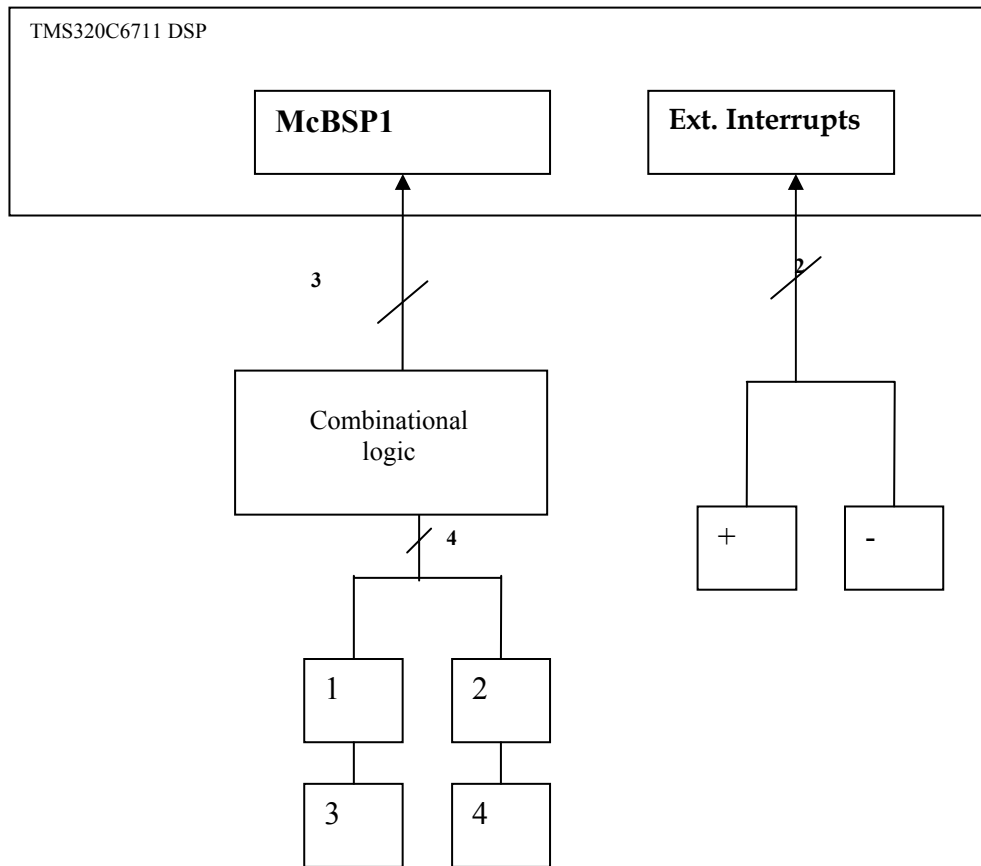 TMS320C6711 DSP
McBSP1
Ext. Interrupts
3
2
Combinational
logic
4
+
-
1
2
3
4